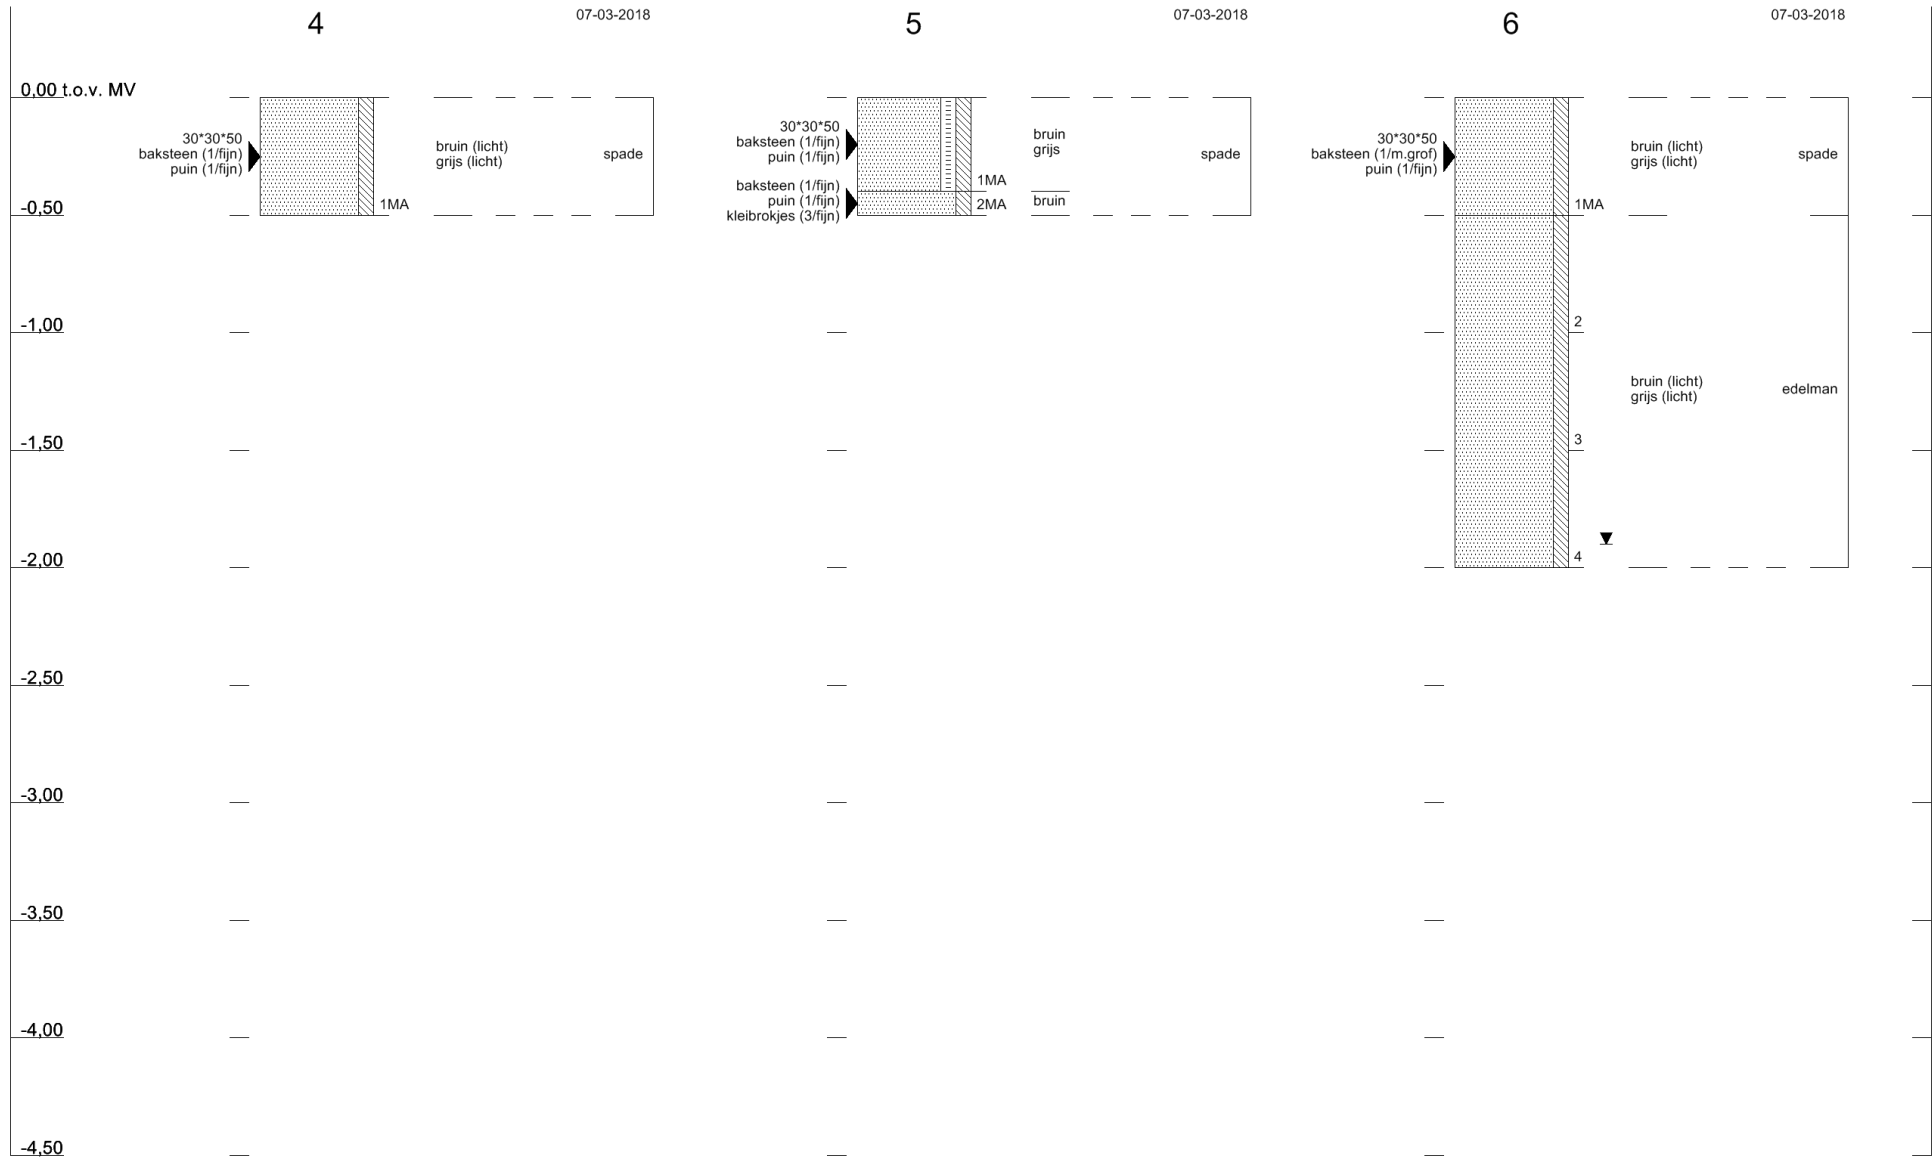 4
07-03-2018
5
07-03-2018
6
07-03-2018
0,00 t.o.v. MV
-0,50
-1,00
-1,50
-2,00
-2,50
-3,00
-3,50
-4,00
-4,50
30*30*50
baksteen (1/fijn)
puin (1/fijn)
1MA
bruin (licht)
grijs (licht)
spade
30*30*50
baksteen (1/fijn)
puin (1/fijn)
baksteen (1/fijn)
puin (1/fijn)
kleibrokjes (3/fijn)
1MA
2MA
bruin
grijs
bruin
spade
30*30*50
baksteen (1/m.grof)
puin (1/fijn)
1MA
2
3
4
bruin (licht)
grijs (licht)
spade
bruin (licht)
grijs (licht)
edelman